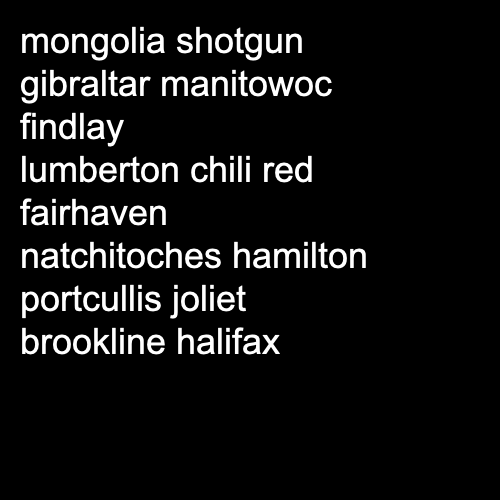 mongolia shotgun
gibraltar manitowoc
findlay
lumberton chili red
fairhaven
natchitoches hamilton
portcullis joliet
brookline halifax